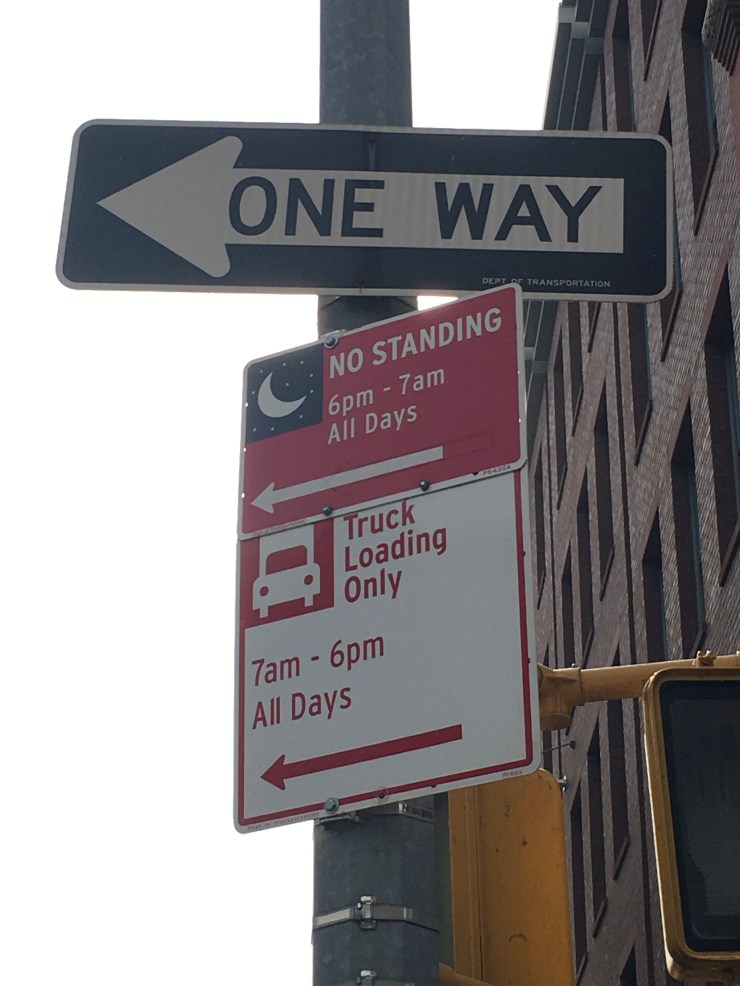 ONE WAY
DEPT OF TRANSPORTATION
NO STANDING
6pm - 7am
All Days
Truck
Loading
Only
7am - 6pm
All Days